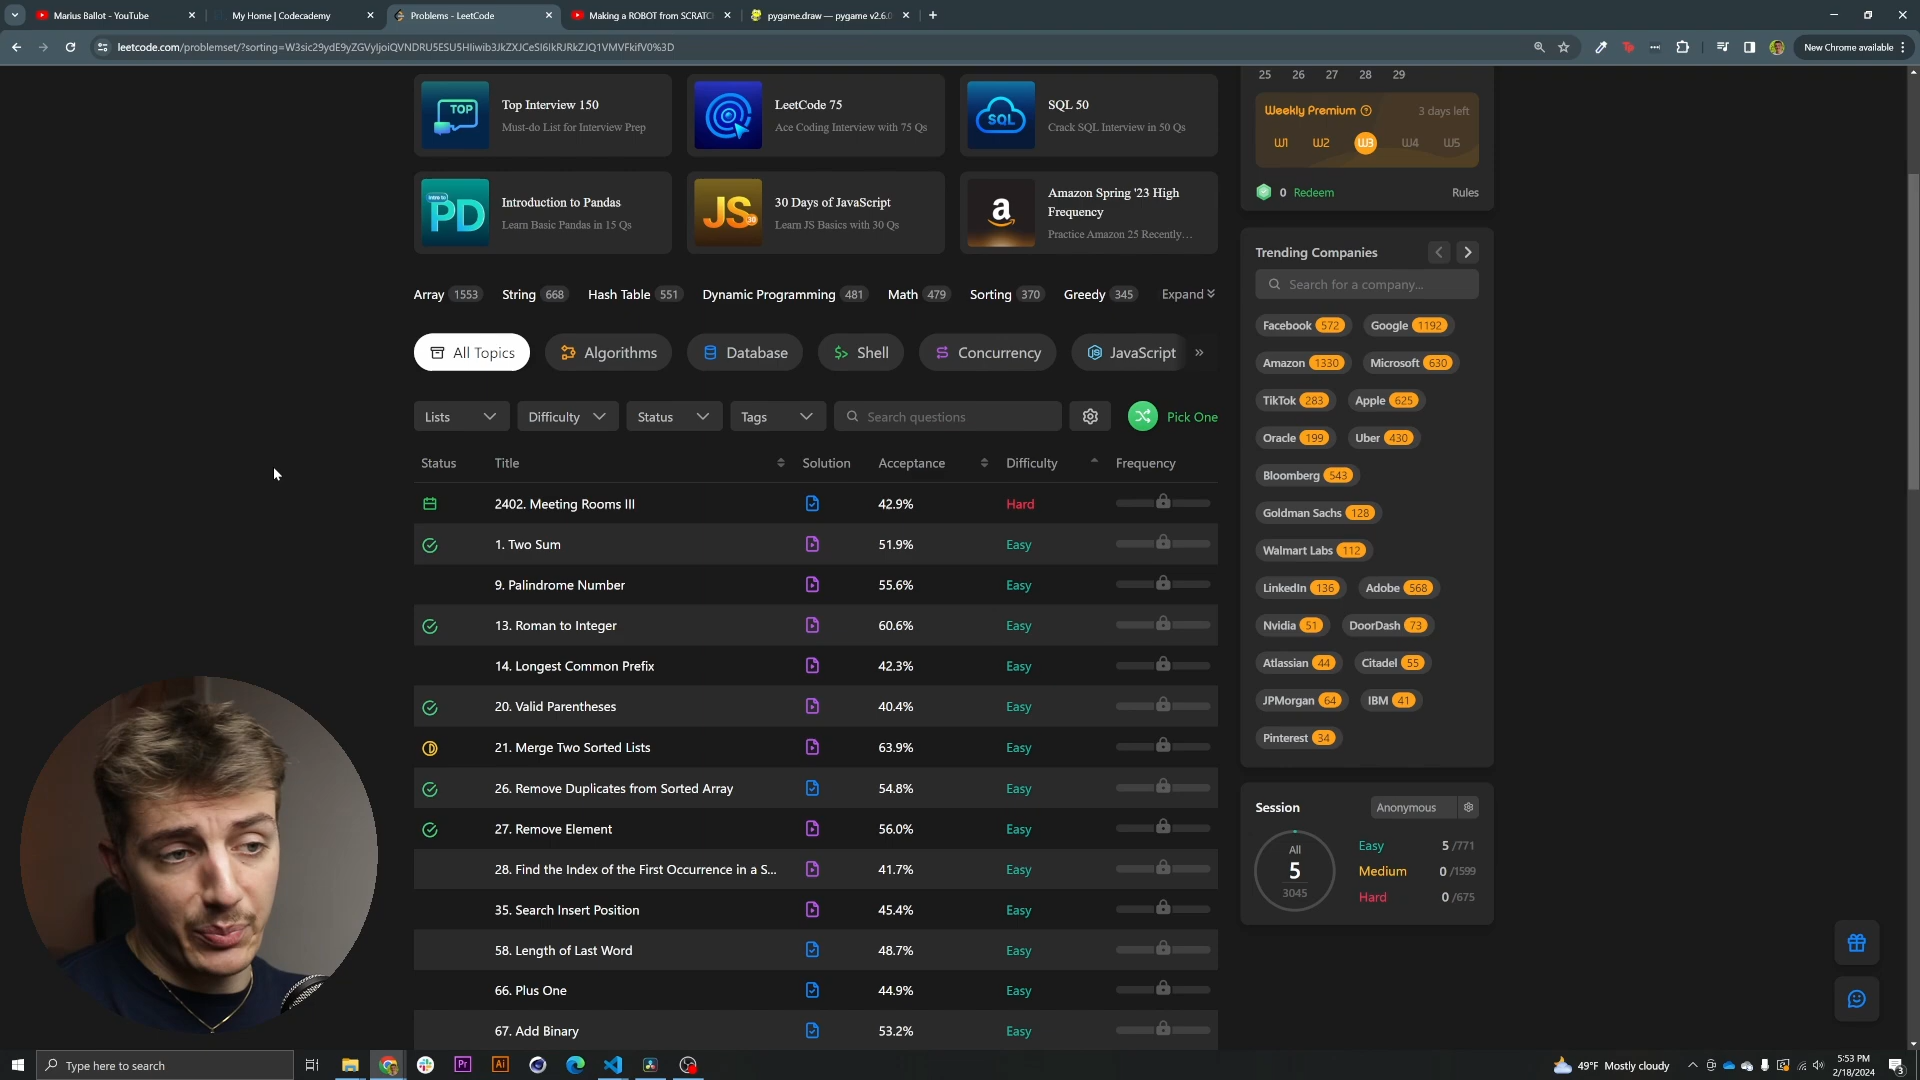 Marius Ballot - YouTube
My Home | Codecademy
Problems - LeetCode
Making a ROBOT from SCRATC
pygame.draw — pygame v2.6.0
leetcode.com/problemset/?sorting=W3sic29ydE9yZGVyIjoiQVNDRU5ESU5HIiwib3JkZXJCeSI6IkRJRkZJQ1VMVFkifV0%3D
New Chrome available
Top Interview 150
Must-do List for Interview Prep
LeetCode 75
Ace Coding Interview with 75 Qs
SQL 50
Crack SQL Interview in 50 Qs
TOP
SQL
Introduction to Pandas
Learn Basic Pandas in 15 Qs
30 Days of JavaScript
Learn JS Basics with 30 Qs
Amazon Spring '23 High
Frequency
Practice Amazon 25 Recently…
Intro to
PD
JS 30
a
Array 1553 String 668 Hash Table 551 Dynamic Programming 481 Math 479 Sorting 370 Greedy 345 Expand
All Topics Algorithms Database Shell Concurrency JavaScript
Lists Difficulty Status Tags Search questions Pick One
Status Title Solution Acceptance Difficulty Frequency
2402. Meeting Rooms III 42.9% Hard
1. Two Sum 51.9% Easy
9. Palindrome Number 55.6% Easy
13. Roman to Integer 60.6% Easy
14. Longest Common Prefix 42.3% Easy
20. Valid Parentheses 40.4% Easy
21. Merge Two Sorted Lists 63.9% Easy
26. Remove Duplicates from Sorted Array 54.8% Easy
27. Remove Element 56.0% Easy
28. Find the Index of the First Occurrence in a S... 41.7% Easy
35. Search Insert Position 45.4% Easy
58. Length of Last Word 48.7% Easy
66. Plus One 44.9% Easy
67. Add Binary 53.2% Easy
25 26 27 28 29
Weekly Premium 3 days left
W1 W2 W3 W4 W5
0 Redeem Rules
Trending Companies
Search for a company...
Facebook 572 Google 1192
Amazon 1330 Microsoft 630
TikTok 283 Apple 625
Oracle 199 Uber 430
Bloomberg 543
Goldman Sachs 128
Walmart Labs 112
LinkedIn 136 Adobe 568
Nvidia 51 DoorDash 73
Atlassian 44 Citadel 55
JPMorgan 64 IBM 41
Pinterest 34
Session Anonymous
All
5
3045
Easy 5 /771
Medium 0 /1599
Hard 0 /675
Type here to search
Pr
Ai
49°F Mostly cloudy
5:53 PM
2/18/2024
3